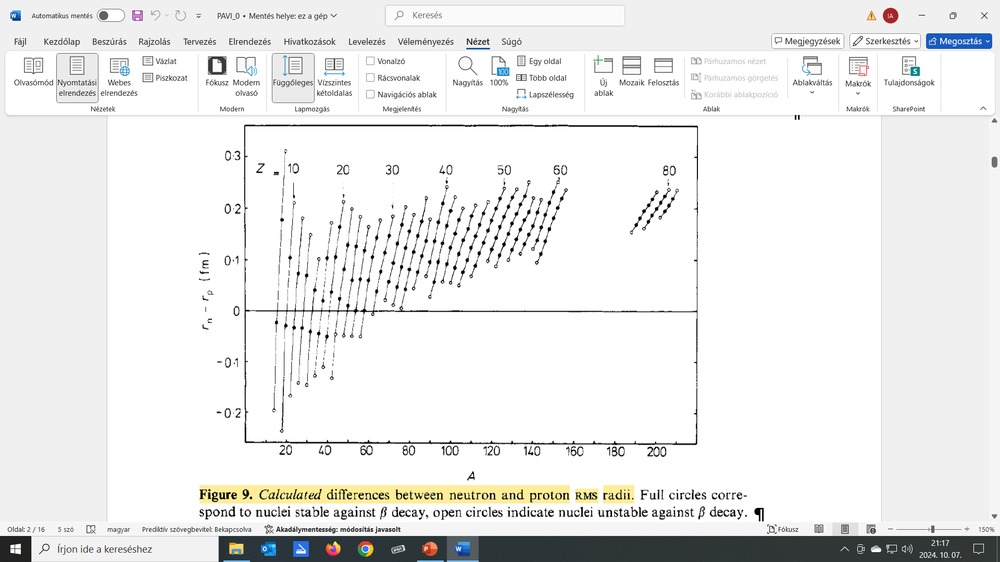 Automatikus mentés
PAVI_0 • Mentés helye: ez a gép
Keresés
IA
Fájl Kezdőlap Beszúrás Rajzolás Tervezés Elrendezés Hivatkozások Levelezés Véleményezés Nézet Súgó
Megjegyzések Szerkesztés Megosztás
Olvasómód
Nyomtatási elrendezés
Webes elrendezés
Vázlat
Piszkozat
Nézetek
Fókusz
Modern olvasó
Modern
Függőleges
Vízszintes kétoldalas
Lapmozgás
Vonalzó
Rácsvonalak
Navigációs ablak
Megjelenítés
Nagyítás
100
100%
Egy oldal
Több oldal
Lapszélesség
Nagyítás
Új ablak
Mozaik
Felosztás
Párhuzamos nézet
Párhuzamos görgetés
Korábbi ablakpozíció
Ablakváltás
Ablak
Makrók
Makrók
Tulajdonságok
SharePoint
Z = 10 20 30 40 50 60 80
0·3
0·2
0·1
0
-0·1
-0·2
rn - rp (fm)
20 40 60 80 100 120 140 160 180 200
A
Figure 9. Calculated differences between neutron and proton RMS radii. Full circles corre-
spond to nuclei stable against β decay, open circles indicate nuclei unstable against β decay. ¶
Oldal: 2 / 16 5 szó magyar Prediktív szövegbevitel: Bekapcsolva Akadálymentesség: módosítás javasolt Fókusz 150%
Írjon ide a kereséshez
21:17
2024. 10. 07.